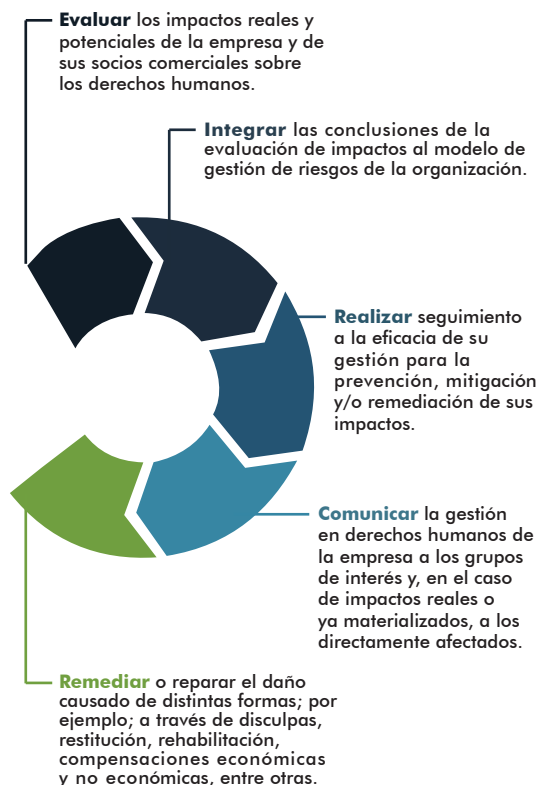 Evaluar los impactos reales y
potenciales de la empresa y de
sus socios comerciales sobre
los derechos humanos.
Integrar las conclusiones de la
evaluación de impactos al modelo de
gestión de riesgos de la organización.
Realizar seguimiento
a la eficacia de su
gestión para la
prevención, mitigación
y/o remediación de sus
impactos.
Comunicar la gestión
en derechos humanos de
la empresa a los grupos
de interés y, en el caso
de impactos reales o
ya materializados, a los
directamente afectados.
Remediar o reparar el daño
causado de distintas formas; por
ejemplo; a través de disculpas,
restitución, rehabilitación,
compensaciones económicas
y no económicas, entre otras.